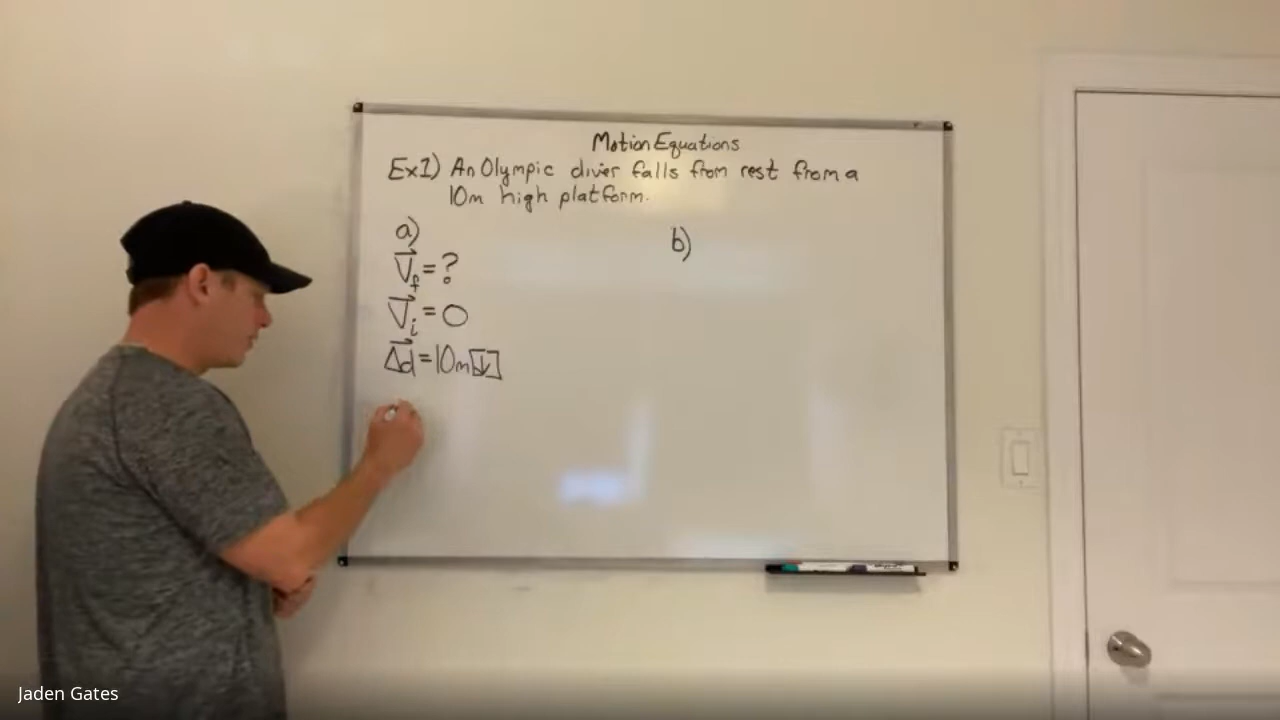 Motion Equations
Ex1) An Olympic diver falls from rest from a
10m high platform.
a)
V⃗f = ?
V⃗i = 0
Δd⃗ = 10m[↓]
b)
Jaden Gates